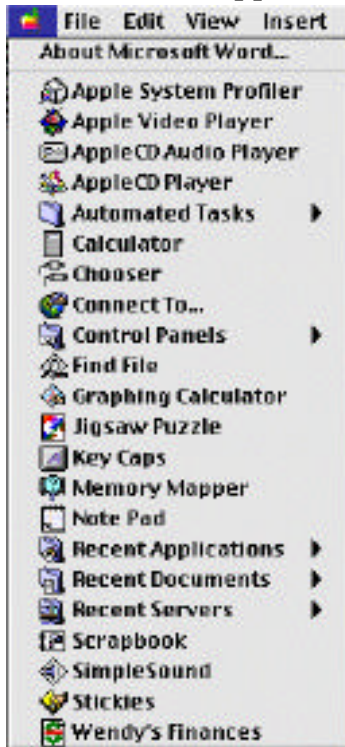 File Edit View Insert
About Microsoft Word...
Apple System Profiler
Apple Video Player
AppleCD Audio Player
AppleCD Player
Automated Tasks
Calculator
Chooser
Connect To...
Control Panels
Find File
Graphing Calculator
Jigsaw Puzzle
Key Caps
Memory Mapper
Note Pad
Recent Applications
Recent Documents
Recent Servers
Scrapbook
SimpleSound
Stickies
Wendy's Finances